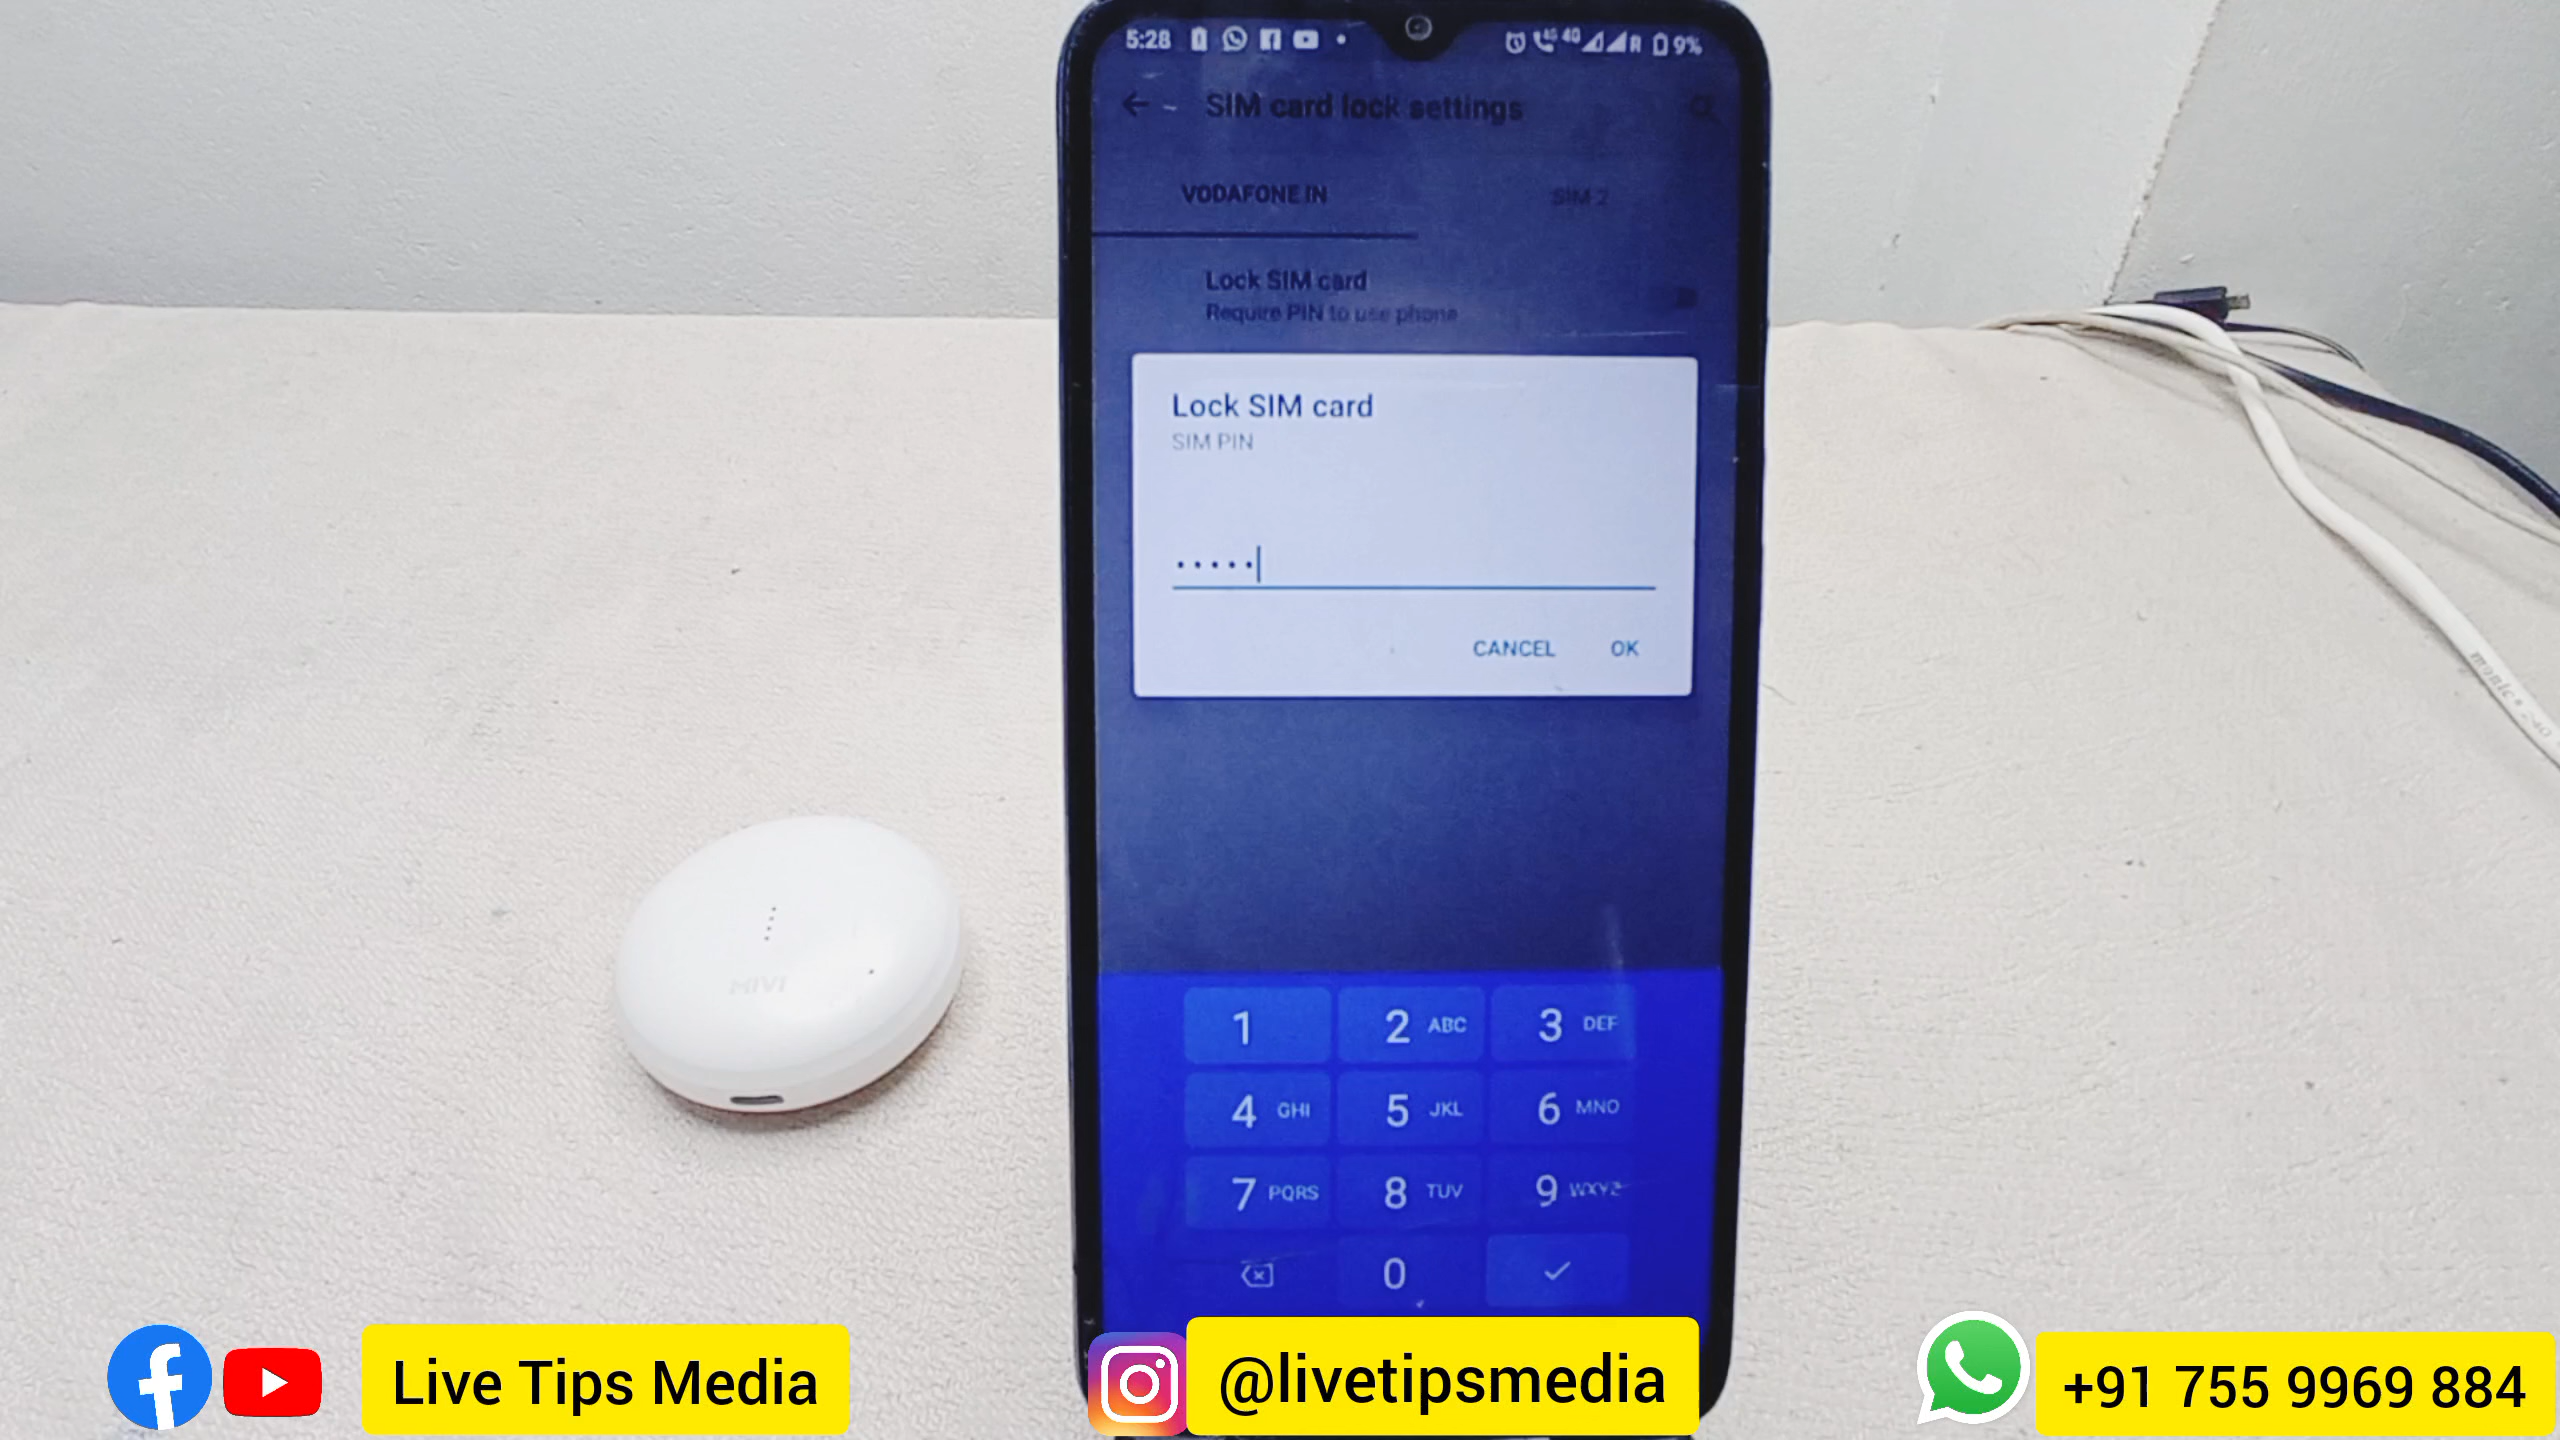 5:28 9%
SIM card lock settings
VODAFONE IN SIM 2
Lock SIM card
Require PIN to use phone
Lock SIM card
SIM PIN
•••••
CANCEL OK
MIVI
1 2 ABC 3 DEF
4 GHI 5 JKL 6 MNO
7 PQRS 8 TUV 9 WXYZ
0
Live Tips Media
@livetipsmedia
+91 755 9969 884